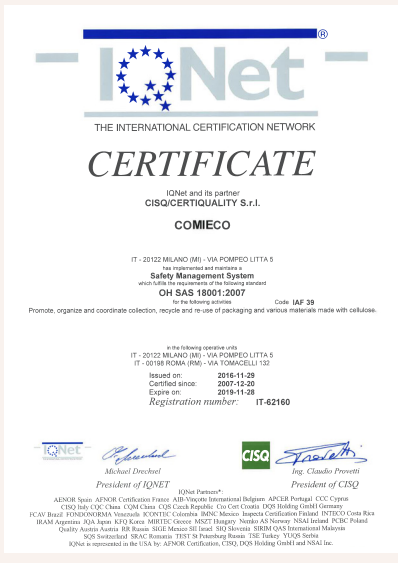 IQNet ®
THE INTERNATIONAL CERTIFICATION NETWORK
CERTIFICATE
IQNet and its partner
CISQ/CERTIQUALITY S.r.l.
COMIECO
IT - 20122 MILANO (MI) - VIA POMPEO LITTA 5
has implemented and maintains a
Safety Management System
which fulfills the requirements of the following standard
OH SAS 18001:2007
for the following activities Code IAF 39
Promote, organize and coordinate collection, recycle and re-use of packaging and various materials made with cellulose.
in the following operative units
IT - 20122 MILANO (MI) - VIA POMPEO LITTA 5
IT - 00198 ROMA (RM) - VIA TOMACELLI 132
Issued on: 2016-11-29
Certified since: 2007-12-20
Expire on: 2019-11-28
Registration number: IT-62160
IQNet
CISQ
Michael Drechsel
Ing. Claudio Provetti
President of IQNET
President of CISQ
IQNet Partners*:
AENOR Spain AFNOR Certification France AIB-Vinçotte International Belgium APCER Portugal CCC Cyprus
CISQ Italy CQC China CQM China CQS Czech Republic Cro Cert Croatia DQS Holding GmbH Germany
FCAV Brazil FONDONORMA Venezuela ICONTEC Colombia IMNC Mexico Inspecta Certification Finland INTECO Costa Rica
IRAM Argentina JQA Japan KFQ Korea MIRTEC Greece MSZT Hungary Nemko AS Norway NSAI Ireland PCBC Poland
Quality Austria Austria RR Russia SIGE Mexico SII Israel SIQ Slovenia SIRIM QAS International Malaysia
SQS Switzerland SRAC Romania TEST St Petersburg Russia TSE Turkey YUQS Serbia
IQNet is represented in the USA by: AFNOR Certification, CISQ, DQS Holding GmbH and NSAI Inc.